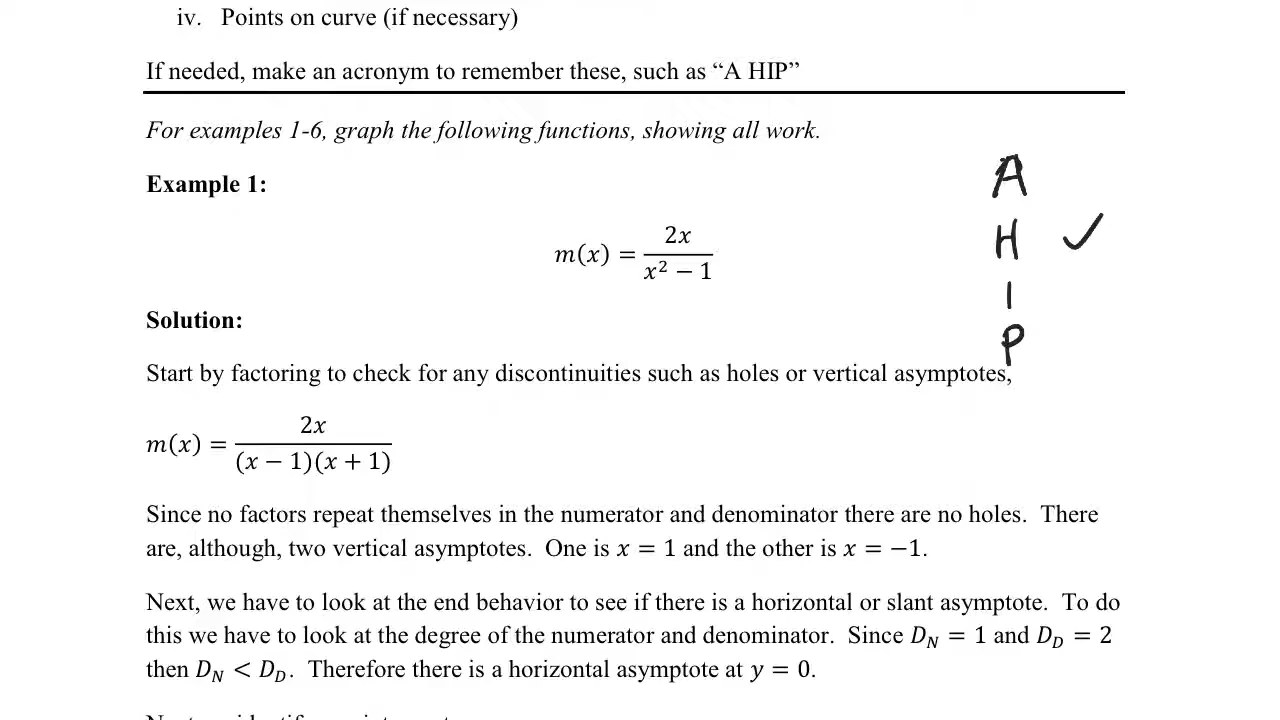 iv. Points on curve (if necessary)
If needed, make an acronym to remember these, such as “A HIP”
For examples 1-6, graph the following functions, showing all work.
Example 1:
m(x) = 2x / x² − 1
A
H ✓
I
P
Solution:
Start by factoring to check for any discontinuities such as holes or vertical asymptotes,
m(x) = 2x / (x − 1)(x + 1)
Since no factors repeat themselves in the numerator and denominator there are no holes. There
are, although, two vertical asymptotes. One is x = 1 and the other is x = −1.
Next, we have to look at the end behavior to see if there is a horizontal or slant asymptote. To do
this we have to look at the degree of the numerator and denominator. Since D_N = 1 and D_D = 2
then D_N < D_D. Therefore there is a horizontal asymptote at y = 0.